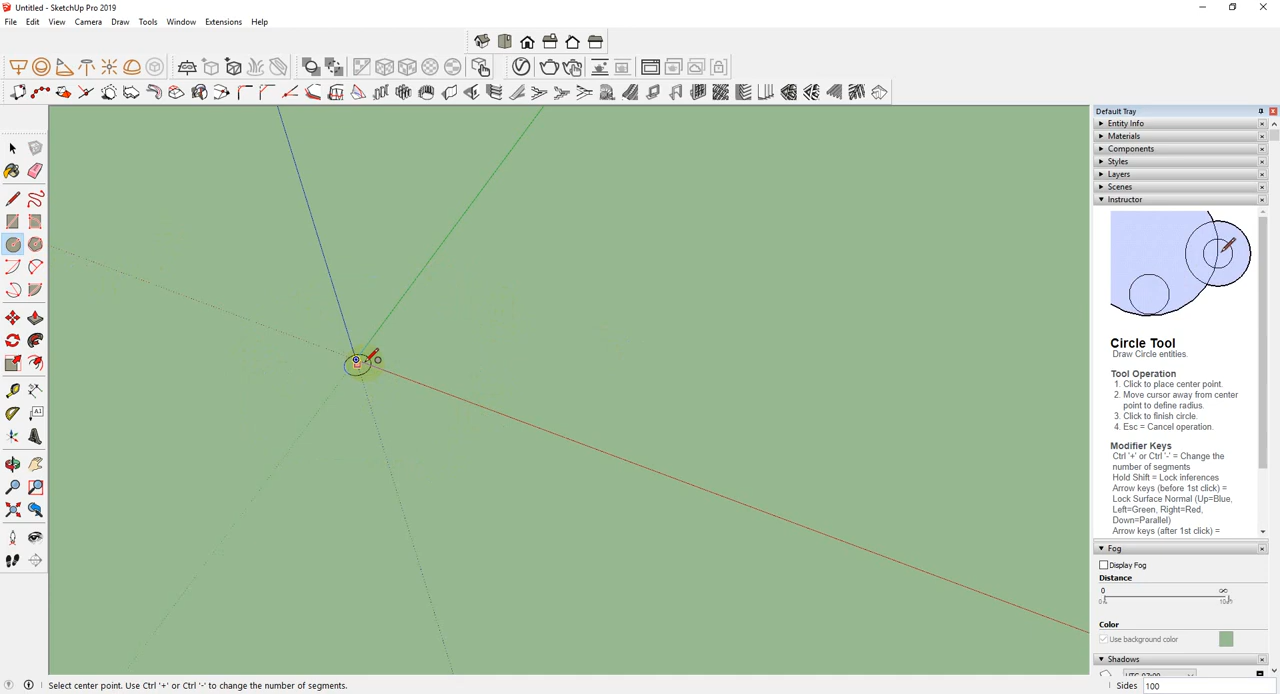 Untitled - SketchUp Pro 2019
File Edit View Camera Draw Tools Window Extensions Help
Default Tray
Entity Info
Materials
Components
Styles
Layers
Scenes
Instructor
Circle Tool
Draw Circle entities.
Tool Operation
1. Click to place center point.
2. Move cursor away from center
point to define radius.
3. Click to finish circle.
4. Esc = Cancel operation.
Modifier Keys
Ctrl '+' or Ctrl '-' = Change the
number of segments
Hold Shift = Lock inferences
Arrow keys (before 1st click) =
Lock Surface Normal (Up=Blue,
Left=Green, Right=Red,
Down=Parallel)
Arrow keys (after 1st click) =
Fog
Display Fog
Distance
0 ∞
Color
Use background color
Shadows
UTC-07:00
Select center point. Use Ctrl '+' or Ctrl '-' to change the number of segments.
Sides 100